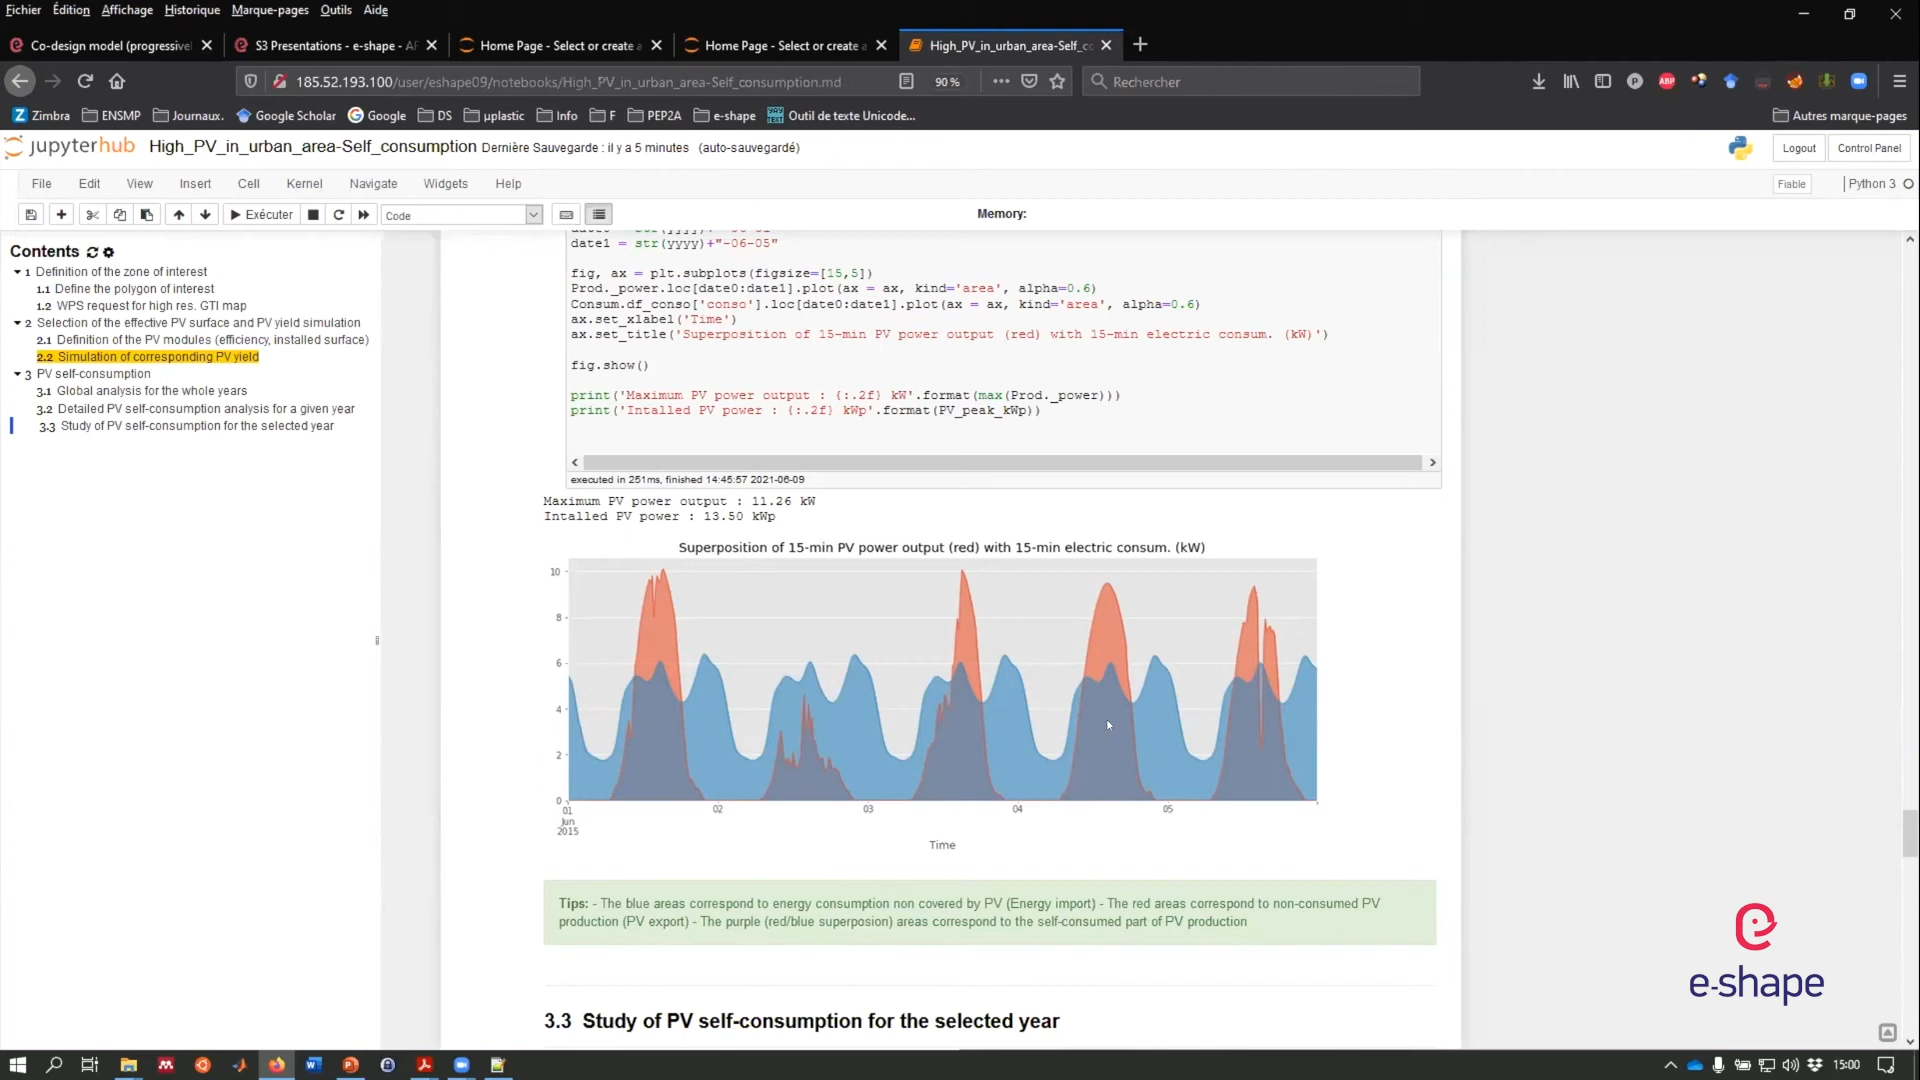 Fichier Édition Affichage Historique Marque-pages Outils Aide
Co-design model (progressive S3 Presentations - e-shape - AF Home Page - Select or create a Home Page - Select or create a High_PV_in_urban_area-Self_co
185.52.193.100/user/eshape09/notebooks/High_PV_in_urban_area-Self_consumption.md 90 % Rechercher
Zimbra ENSMP Journaux. Google Scholar Google DS µplastic Info F PEP2A e-shape Outil de texte Unicode... Autres marque-pages
jupyterhub High_PV_in_urban_area-Self_consumption Dernière Sauvegarde : il y a 5 minutes (auto-sauvegardé) Logout Control Panel
File Edit View Insert Cell Kernel Navigate Widgets Help Fiable Python 3
Exécuter Code Memory:
Contents
1 Definition of the zone of interest
1.1 Define the polygon of interest
1.2 WPS request for high res. GTI map
2 Selection of the effective PV surface and PV yield simulation
2.1 Definition of the PV modules (efficiency, installed surface)
2.2 Simulation of corresponding PV yield
3 PV self-consumption
3.1 Global analysis for the whole years
3.2 Detailed PV self-consumption analysis for a given year
3.3 Study of PV self-consumption for the selected year
date1 = str(yyyy)+"-06-05"
fig, ax = plt.subplots(figsize=[15,5])
Prod._power.loc[date0:date1].plot(ax = ax, kind='area', alpha=0.6)
Consum.df_conso['conso'].loc[date0:date1].plot(ax = ax, kind='area', alpha=0.6)
ax.set_xlabel('Time')
ax.set_title('Superposition of 15-min PV power output (red) with 15-min electric consum. (kW)')
fig.show()
print('Maximum PV power output : {:.2f} kW'.format(max(Prod._power)))
print('Intalled PV power : {:.2f} kWp'.format(PV_peak_kWp))
executed in 251ms, finished 14:45:57 2021-06-09
Maximum PV power output : 11.26 kW
Intalled PV power : 13.50 kWp
Superposition of 15-min PV power output (red) with 15-min electric consum. (kW)
10
8
6
4
2
0
01 02 03 04 05
Jun
2015
Time
Tips: - The blue areas correspond to energy consumption non covered by PV (Energy import) - The red areas correspond to non-consumed PV
production (PV export) - The purple (red/blue superposion) areas correspond to the self-consumed part of PV production
3.3 Study of PV self-consumption for the selected year
e-shape
15:00